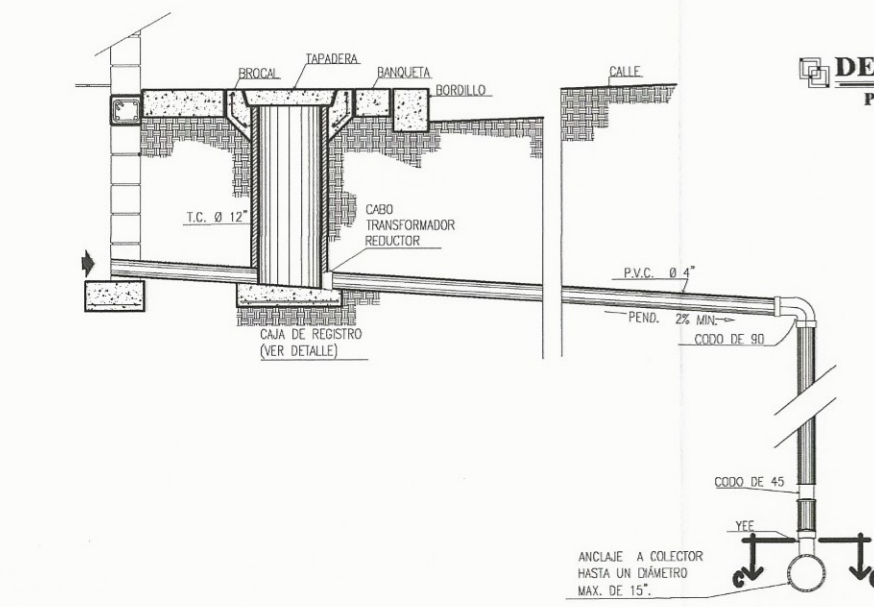 TAPADERA
BROCAL
BANQUETA
CALLE
BORDILLO
DE
P
T.C. Ø 12"
CABO
TRANSFORMADOR
REDUCTOR
P.V.C. Ø 4"
PEND. 2% MIN.
CAJA DE REGISTRO
(VER DETALLE)
CODO DE 90
CODO DE 45
YEE
ANCLAJE A COLECTOR
HASTA UN DIÁMETRO
MAX. DE 15".
C